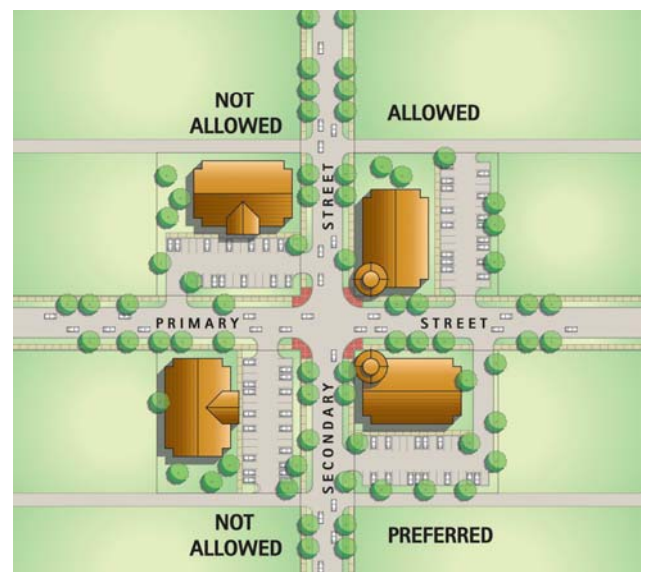 NOT
ALLOWED
ALLOWED
STREET
PRIMARY STREET
SECONDARY
NOT
ALLOWED
PREFERRED